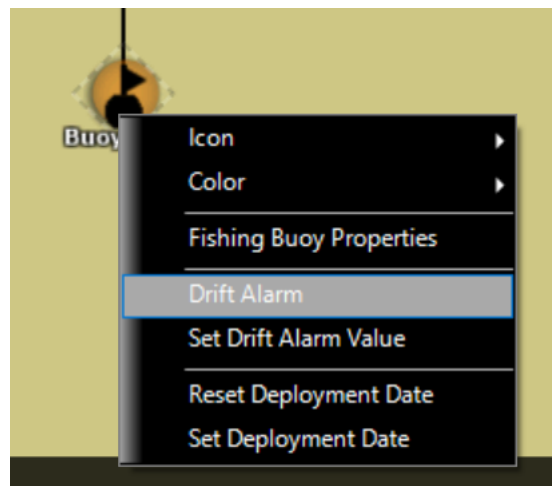 Buoy
Icon
Color
Fishing Buoy Properties
Drift Alarm
Set Drift Alarm Value
Reset Deployment Date
Set Deployment Date